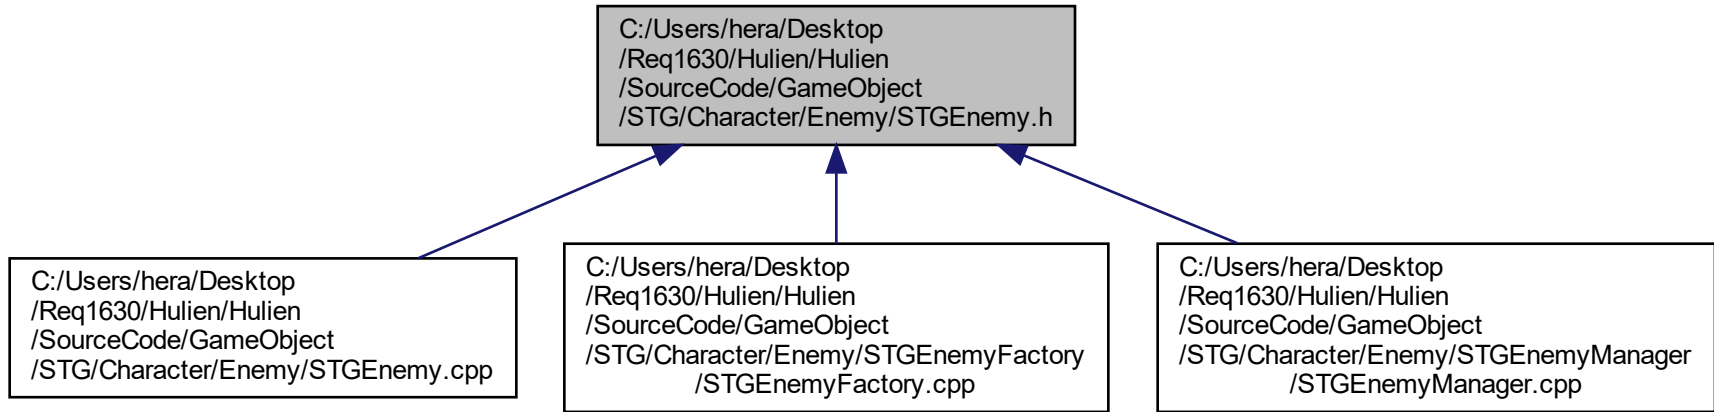 C:/Users/hera/Desktop
/Req1630/Hulien/Hulien
/SourceCode/GameObject
/STG/Character/Enemy/STGEnemy.h
C:/Users/hera/Desktop
/Req1630/Hulien/Hulien
/SourceCode/GameObject
/STG/Character/Enemy/STGEnemy.cpp
C:/Users/hera/Desktop
/Req1630/Hulien/Hulien
/SourceCode/GameObject
/STG/Character/Enemy/STGEnemyFactory
/STGEnemyFactory.cpp
C:/Users/hera/Desktop
/Req1630/Hulien/Hulien
/SourceCode/GameObject
/STG/Character/Enemy/STGEnemyManager
/STGEnemyManager.cpp